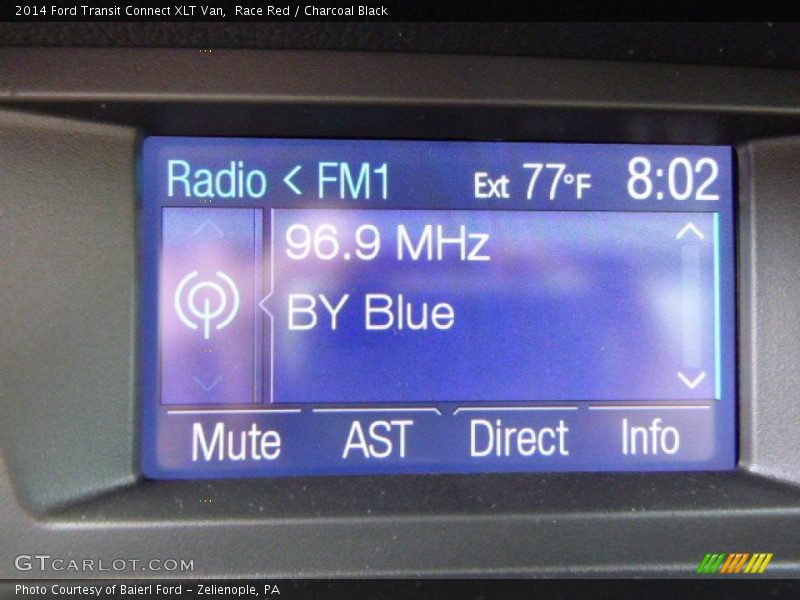 2014 Ford Transit Connect XLT Van, Race Red / Charcoal Black
Radio < FM1 Ext 77°F 8:02
96.9 MHz
BY Blue
Mute AST Direct Info
GTCARLOT.COM
Photo Courtesy of Baierl Ford - Zelienople, PA